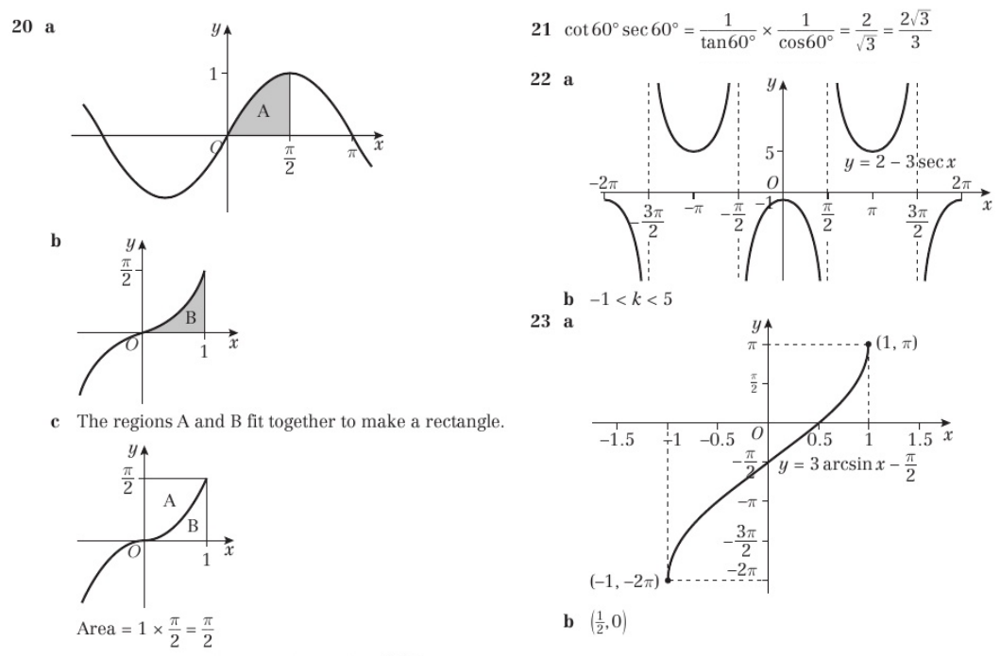 20 a
y
1
A
O
π/2
π
x
b
y
π/2
B
O
1
x
c The regions A and B fit together to make a rectangle.
y
π/2
A
B
O
1
x
Area = 1 × π/2 = π/2
21 cot 60° sec 60° = 1/tan 60° × 1/cos 60° = 2/√3 = 2√3/3
22 a
y
5
y = 2 − 3 sec x
−2π
O
2π
−3π/2
−π
−π/2
−1
π/2
π
3π/2
x
b −1 < k < 5
23 a
y
π
(1, π)
π/2
−1.5
−1
−0.5
O
0.5
1
1.5
x
−π/2
y = 3 arcsin x − π/2
−π
−3π/2
−2π
(−1, −2π)
b (1/2, 0)